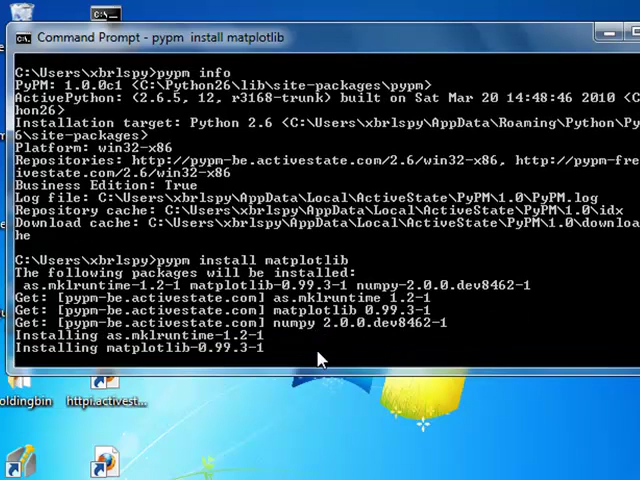 Command Prompt - pypm  install matplotlib
C:\Users\xbrlspy>pypm info
PyPM: 1.0.0c1 <C:\Python26\lib\site-packages\pypm>
ActivePython: <2.6.5, 12, r3168-trunk> built on Sat Mar 20 14:48:46 2010 <C
hon26>
Installation target: Python 2.6 <C:\Users\xbrlspy\AppData\Roaming\Python\Py
6\site-packages>
Platform: win32-x86
Repositories: http://pypm-be.activestate.com/2.6/win32-x86, http://pypm-fre
ivestate.com/2.6/win32-x86
Business Edition: True
Log file: C:\Users\xbrlspy\AppData\Local\ActiveState\PyPM\1.0\PyPM.log
Repository cache: C:\Users\xbrlspy\AppData\Local\ActiveState\PyPM\1.0\idx
Download cache: C:\Users\xbrlspy\AppData\Local\ActiveState\PyPM\1.0\downloa
he
C:\Users\xbrlspy>pypm install matplotlib
The following packages will be installed:
as.mklruntime-1.2-1 matplotlib-0.99.3-1 numpy-2.0.0.dev8462-1
Get: [pypm-be.activestate.com] as.mklruntime 1.2-1
Get: [pypm-be.activestate.com] matplotlib 0.99.3-1
Get: [pypm-be.activestate.com] numpy 2.0.0.dev8462-1
Installing as.mklruntime-1.2-1
Installing matplotlib-0.99.3-1
oldingbin httpi.activest...